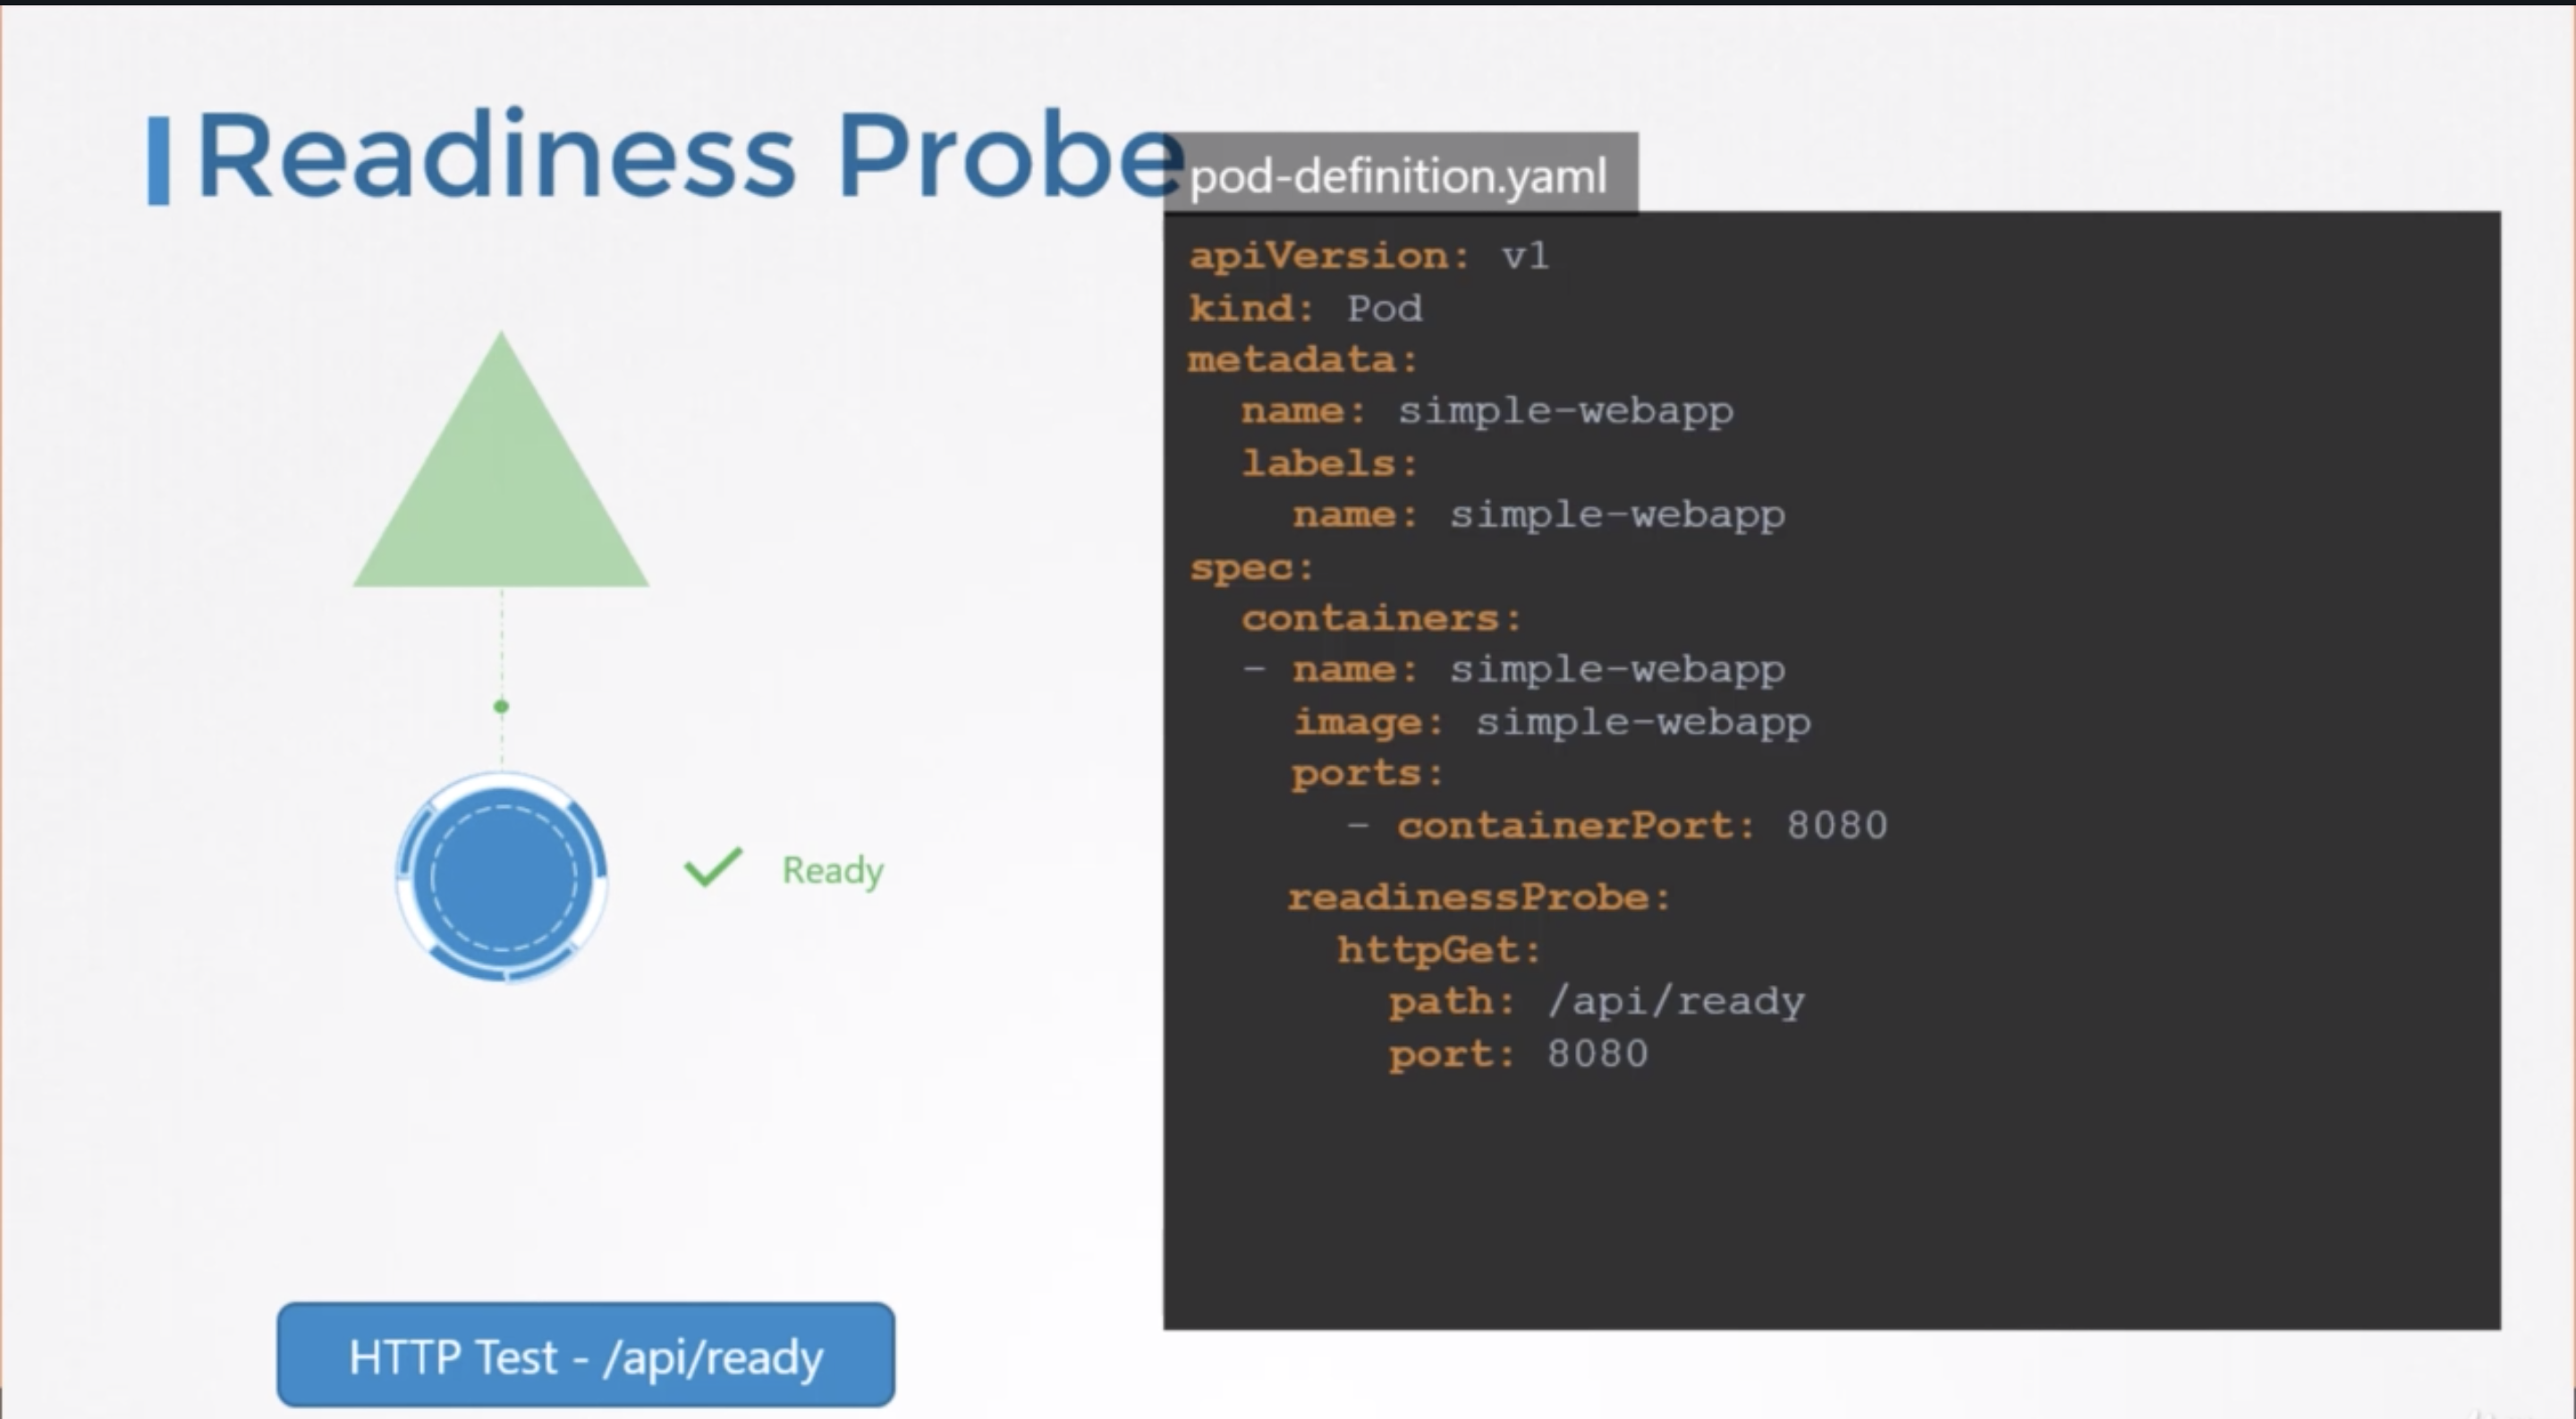 Readiness Probe
pod-definition.yaml
apiVersion: v1
kind: Pod
metadata:
  name: simple-webapp
  labels:
    name: simple-webapp
spec:
  containers:
  - name: simple-webapp
    image: simple-webapp
    ports:
      - containerPort: 8080
    readinessProbe:
      httpGet:
        path: /api/ready
        port: 8080
Ready
HTTP Test - /api/ready